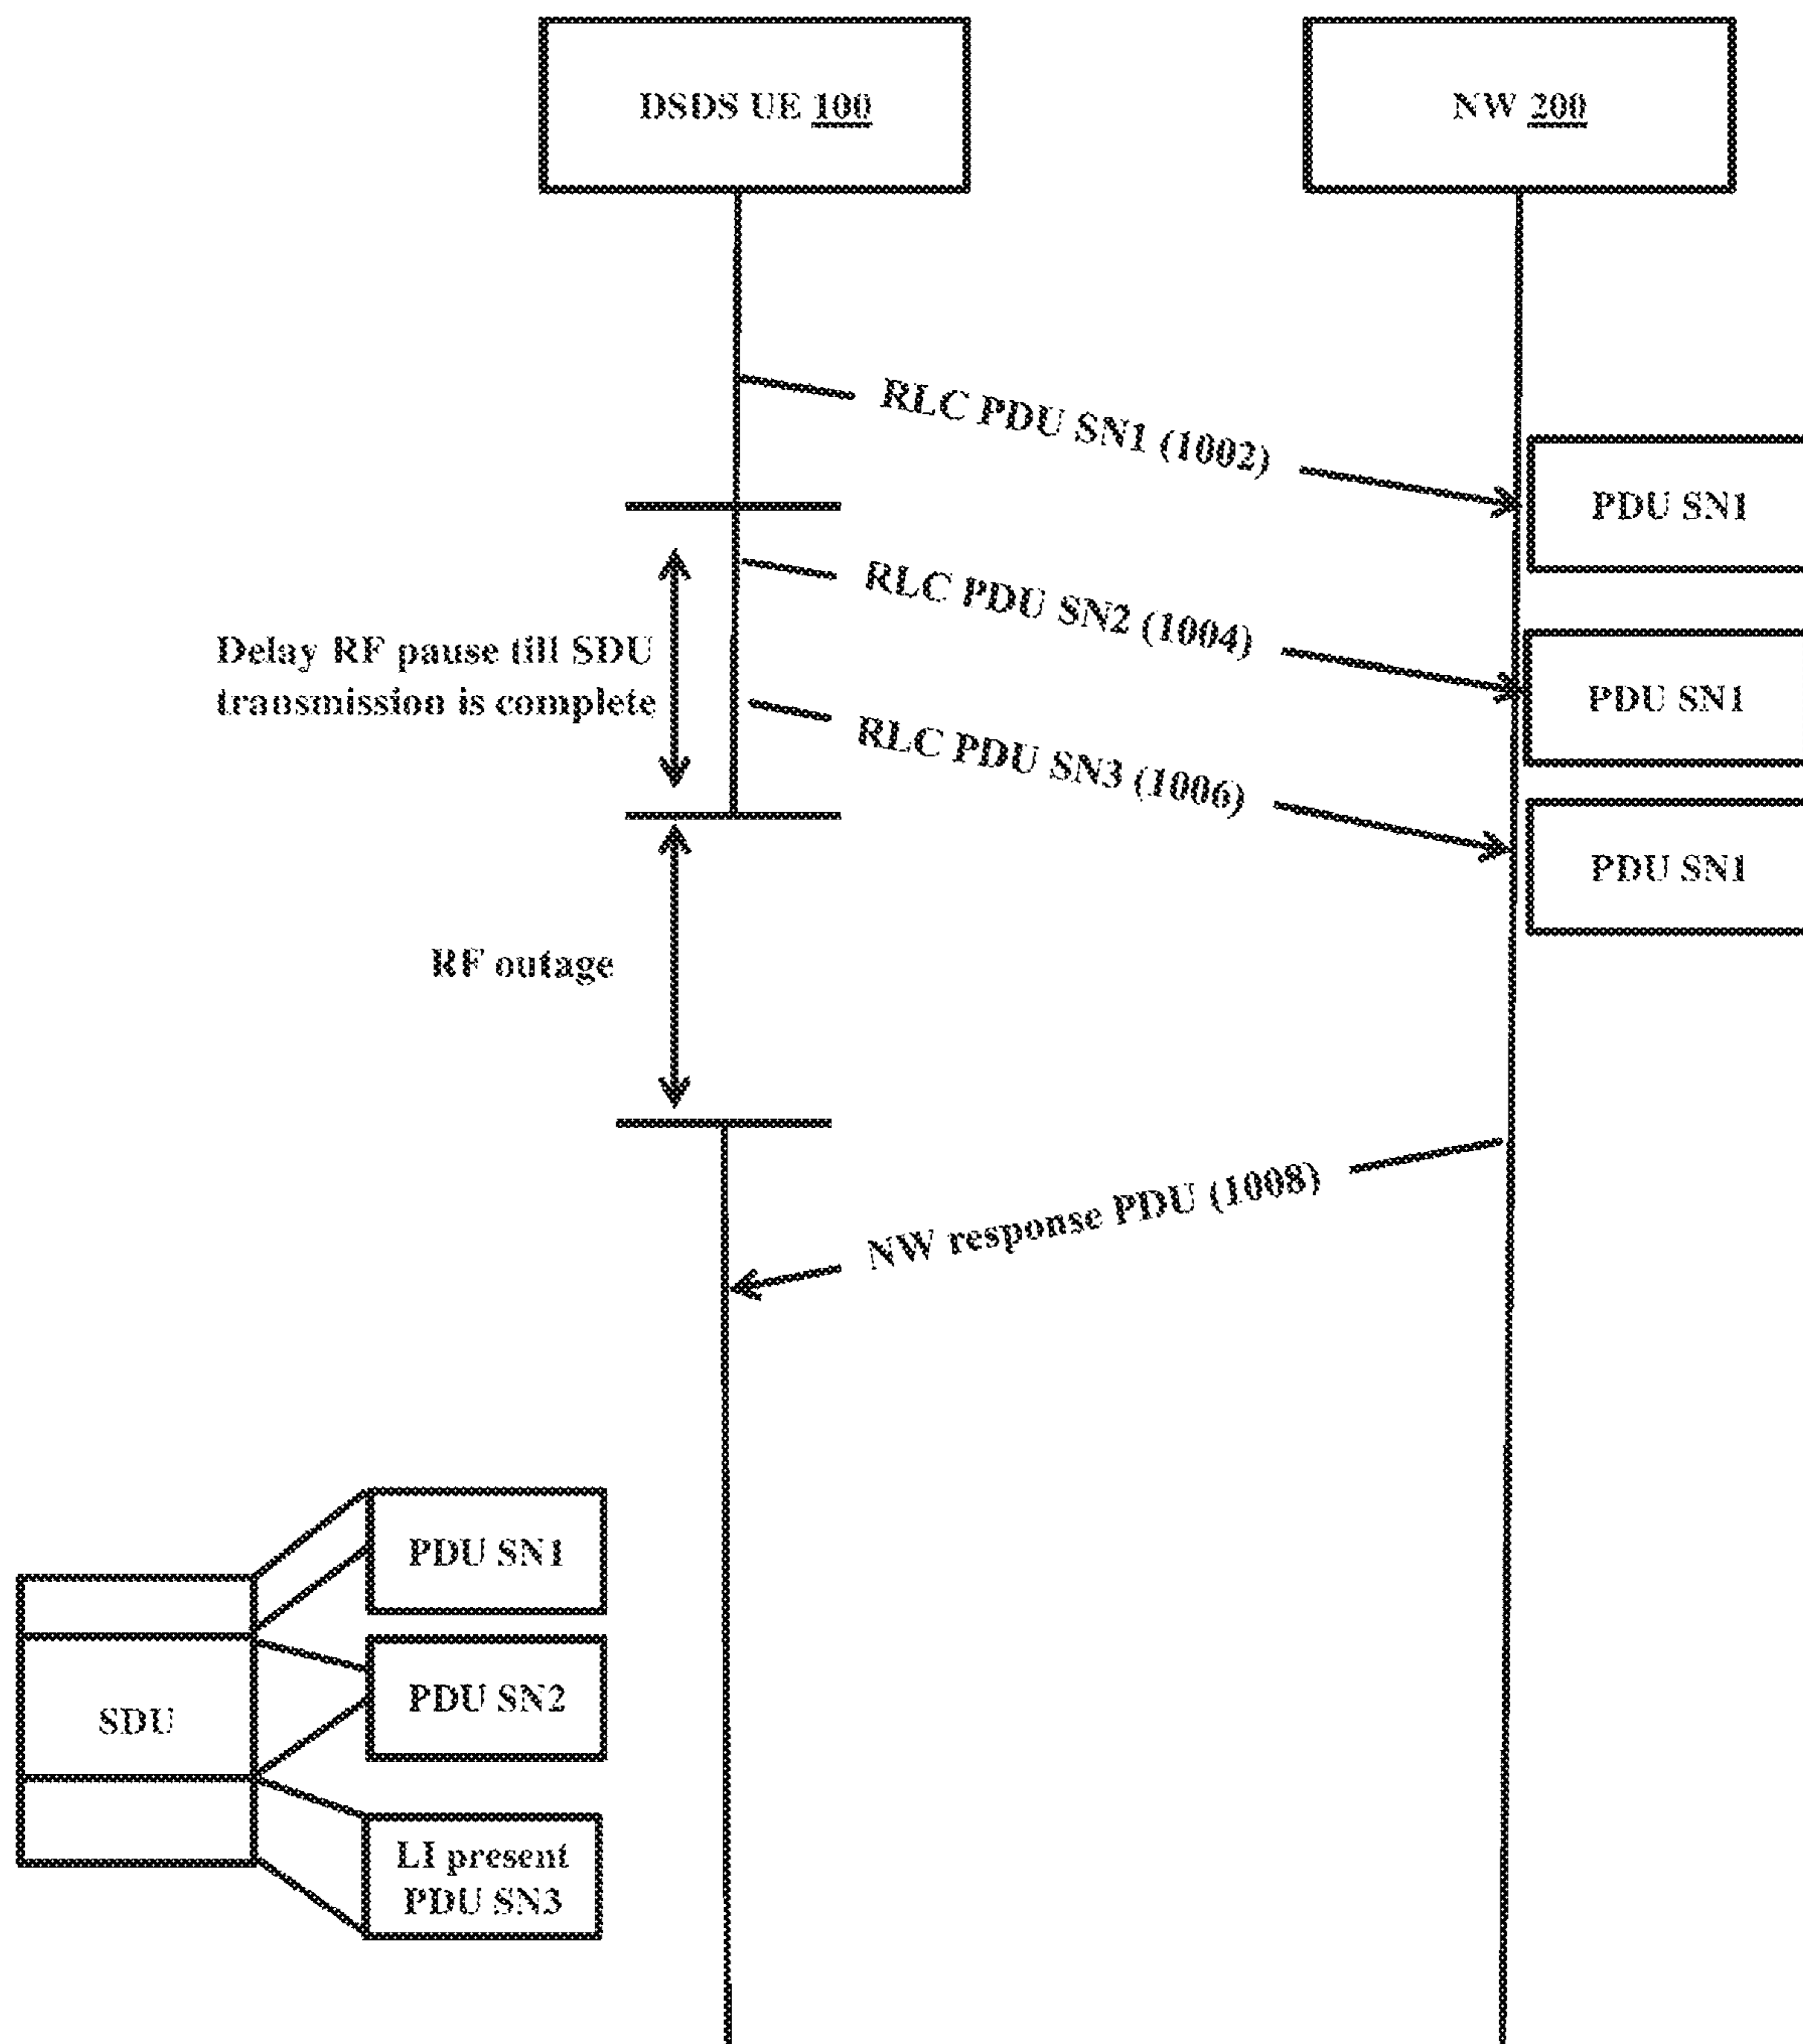 DSDS UE 100
NW 200
RLC PDU SN1 (1002)
PDU SN1
RLC PDU SN2 (1004)
Delay RF pause till SDU
transmission is complete
PDU SN1
RLC PDU SN3 (1006)
PDU SN1
RF outage
NW response PDU (1008)
PDU SN1
PDU SN2
SDU
LI present
PDU SN3